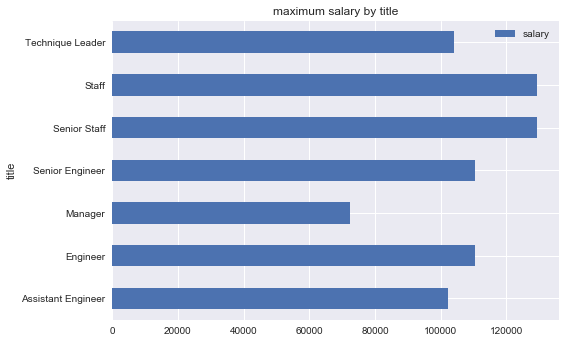 maximum salary by title
salary
title
Technique Leader
Staff
Senior Staff
Senior Engineer
Manager
Engineer
Assistant Engineer
0 20000 40000 60000 80000 100000 120000